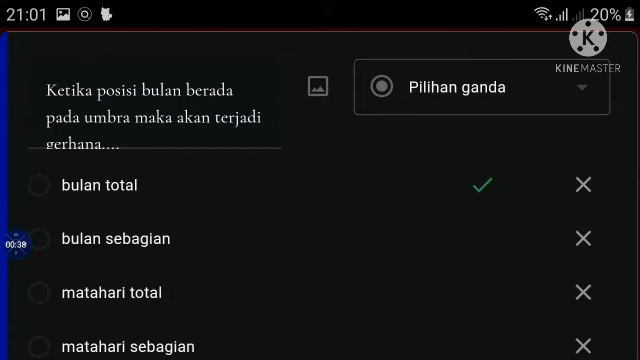 21:01
20%
K
KINEMASTER
Ketika posisi bulan berada
pada umbra maka akan terjadi
gerhana....
Pilihan ganda
bulan total
bulan sebagian
00:38
matahari total
matahari sebagian